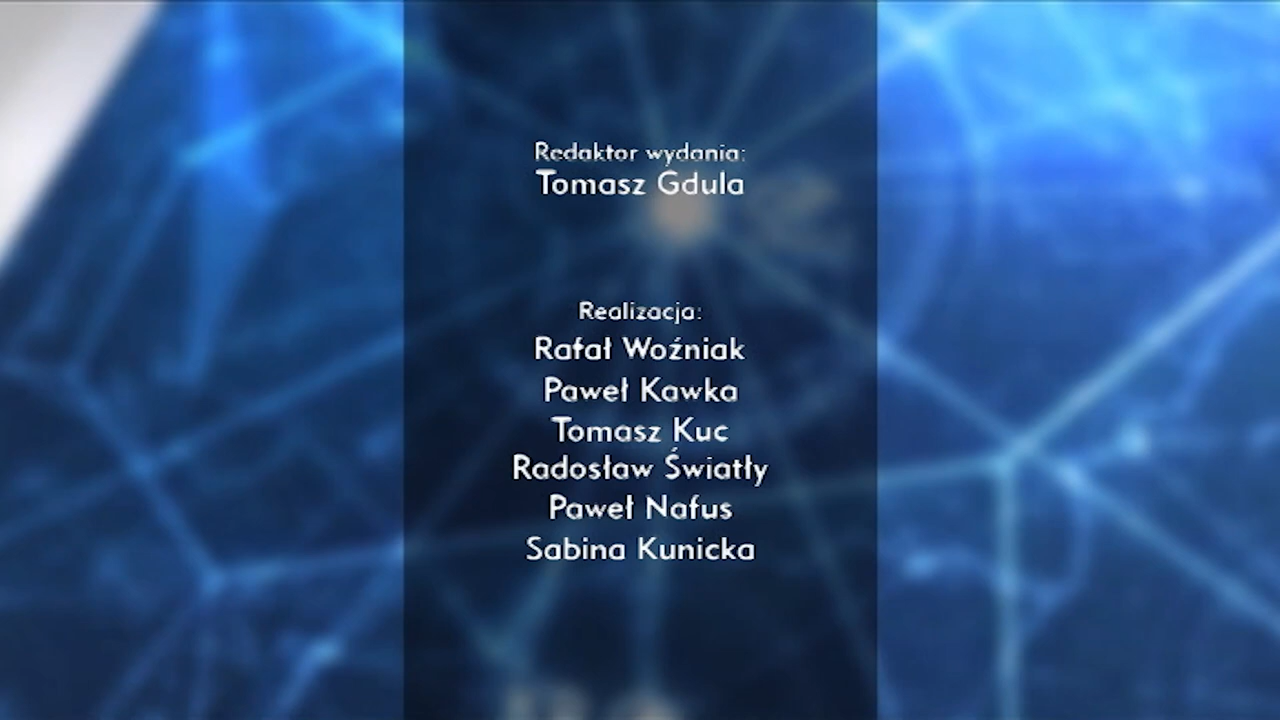 Redaktor wydania:
Tomasz Gdula
Realizacja:
Rafał Woźniak
Paweł Kawka
Tomasz Kuc
Radosław Światły
Paweł Nafus
Sabina Kunicka